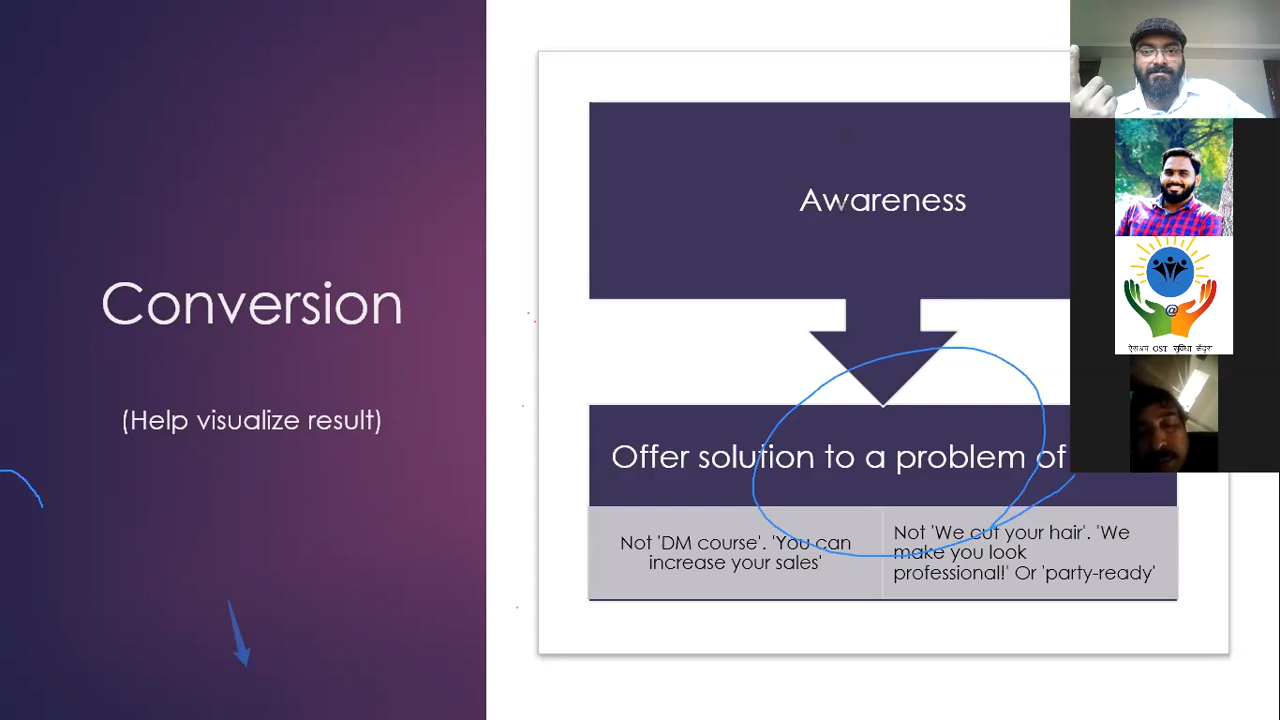 Conversion
(Help visualize result)
Awareness
Offer solution to a problem of
Not 'DM course'. 'You can
increase your sales'
Not 'We cut your hair'. 'We
make you look
professional!' Or 'party-ready'
@
GST सुविधा केंद्रा